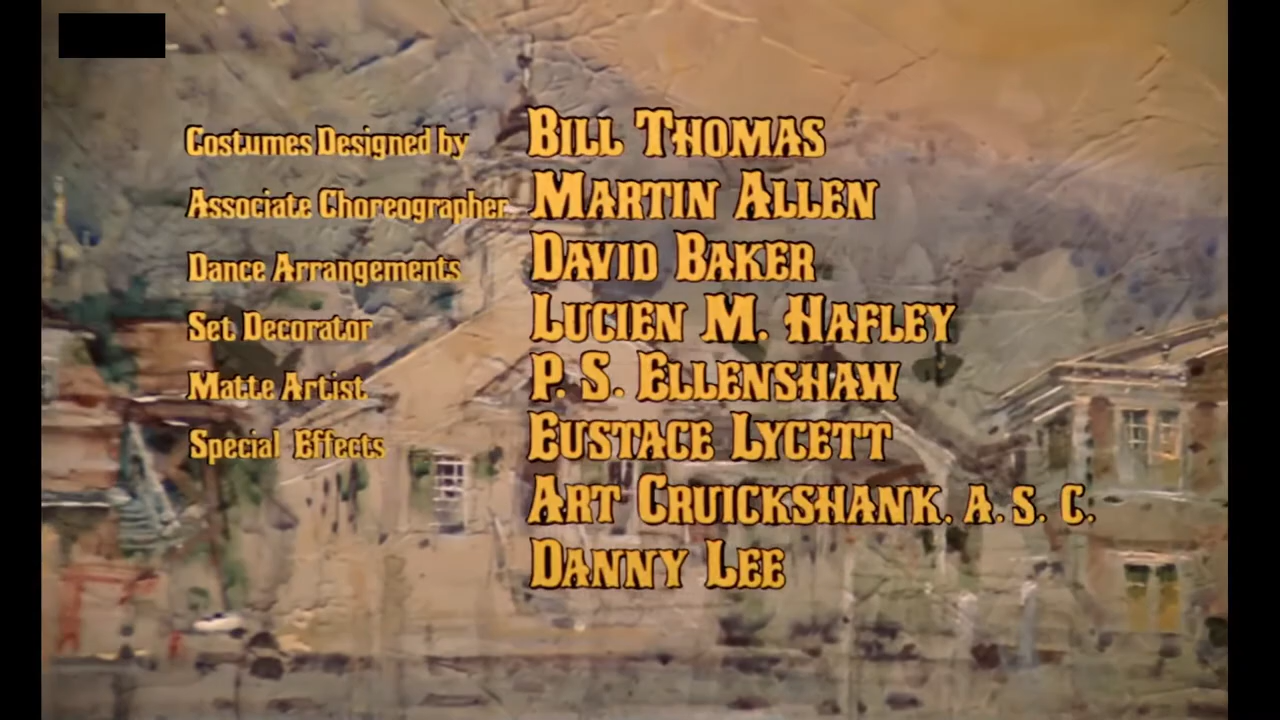 Costumes Designed by BILL THOMAS
Associate Choreographer MARTIN ALLEN
Dance Arrangements DAVID BAKER
Set Decorator LUCIEN M. HAFLEY
Matte Artist P. S. ELLENSHAW
Special Effects EUSTACE LYCETT
ART CRUICKSHANK, A. S. C.
DANNY LEE